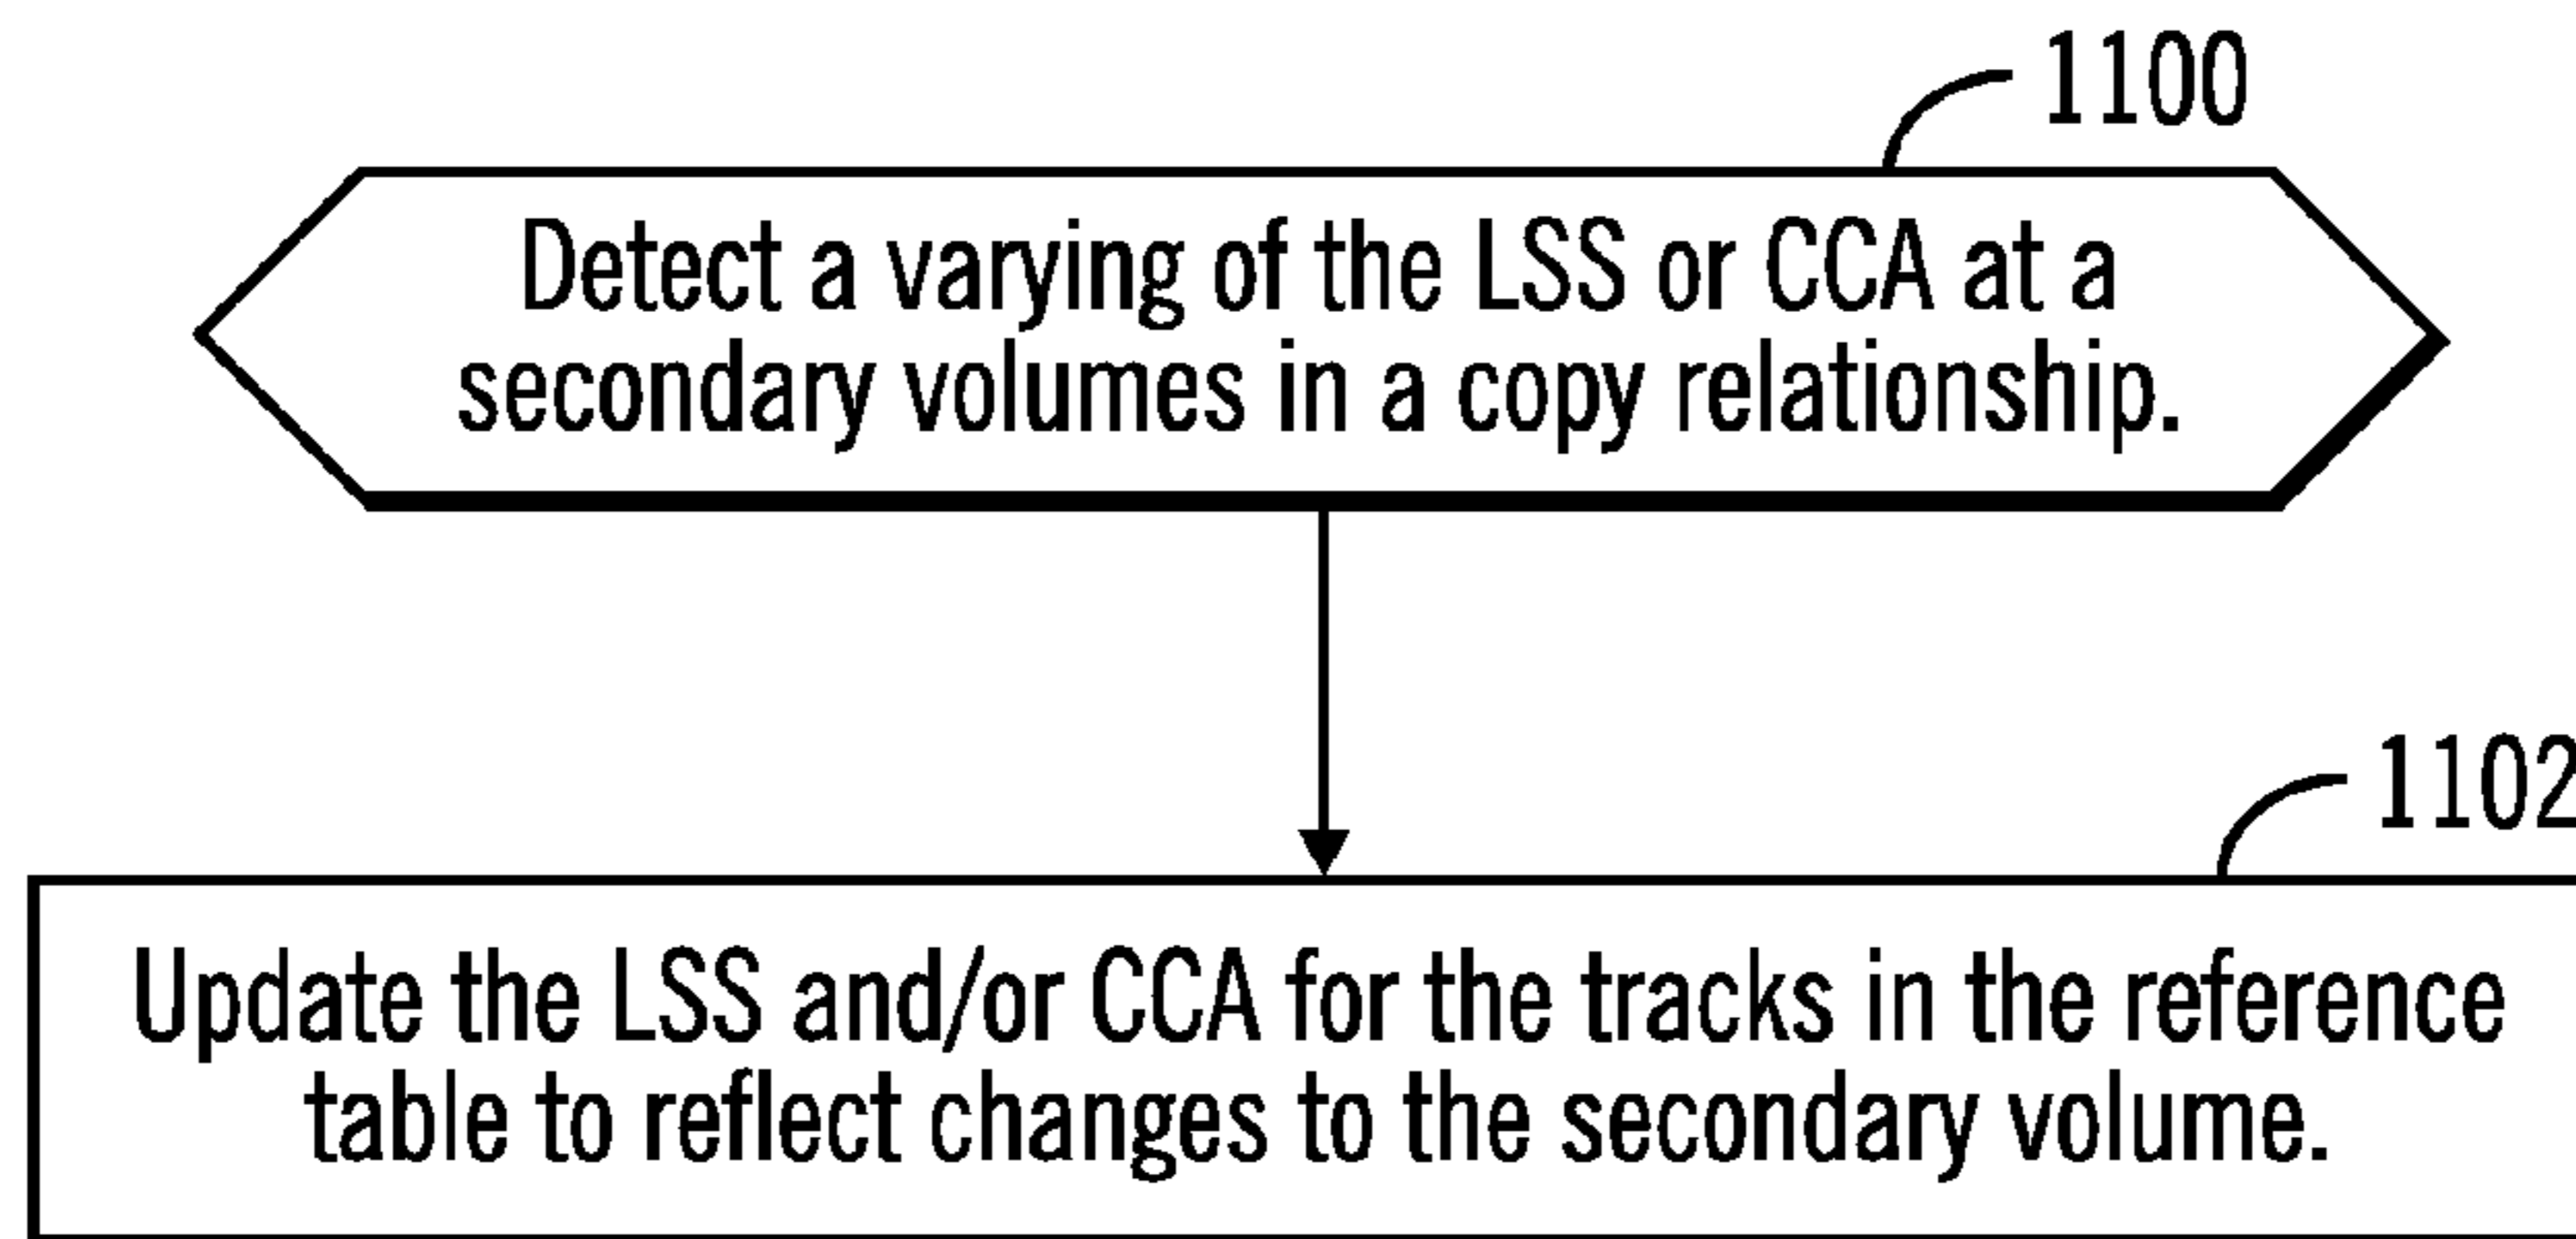 1100
Detect a varying of the LSS or CCA at a
secondary volumes in a copy relationship.
1102
Update the LSS and/or CCA for the tracks in the reference
table to reflect changes to the secondary volume.